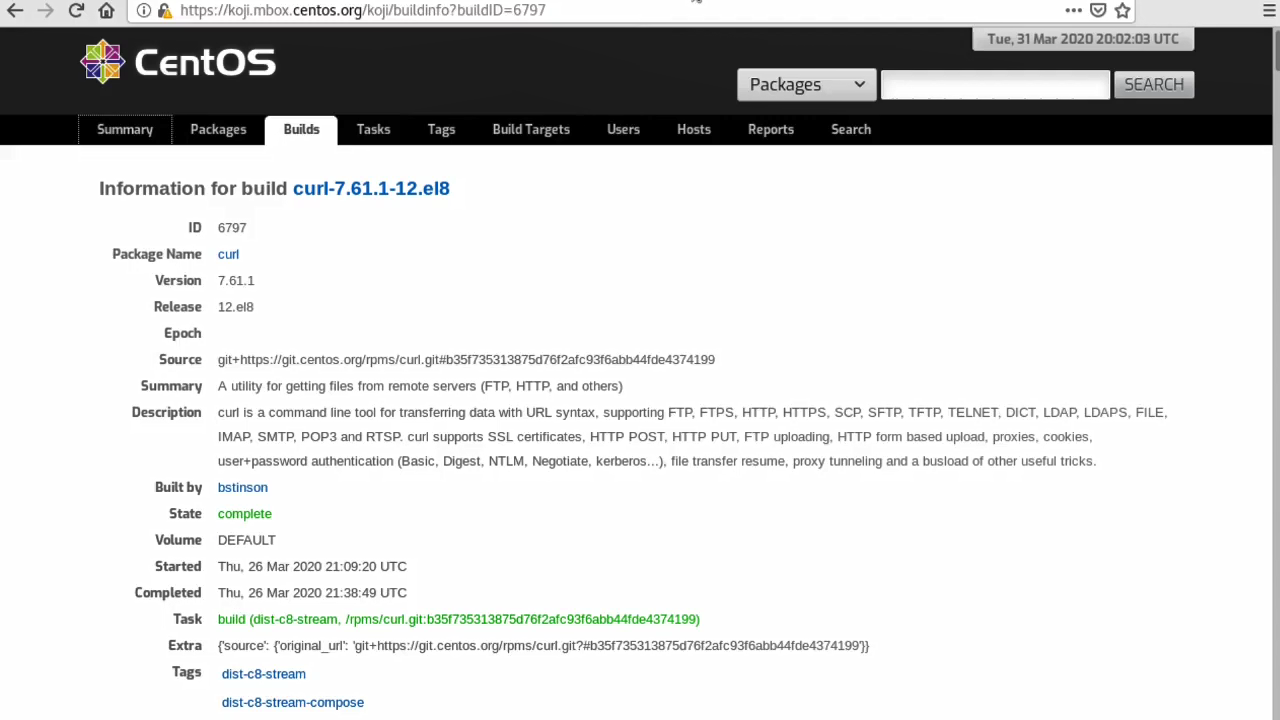 https://koji.mbox.centos.org/koji/buildinfo?buildID=6797
Tue, 31 Mar 2020 20:02:03 UTC
CentOS
Packages
SEARCH
Summary Packages Builds Tasks Tags Build Targets Users Hosts Reports Search
Information for build curl-7.61.1-12.el8
ID 6797
Package Name curl
Version 7.61.1
Release 12.el8
Epoch
Source git+https://git.centos.org/rpms/curl.git#b35f735313875d76f2afc93f6abb44fde4374199
Summary A utility for getting files from remote servers (FTP, HTTP, and others)
Description curl is a command line tool for transferring data with URL syntax, supporting FTP, FTPS, HTTP, HTTPS, SCP, SFTP, TFTP, TELNET, DICT, LDAP, LDAPS, FILE,
IMAP, SMTP, POP3 and RTSP. curl supports SSL certificates, HTTP POST, HTTP PUT, FTP uploading, HTTP form based upload, proxies, cookies,
user+password authentication (Basic, Digest, NTLM, Negotiate, kerberos...), file transfer resume, proxy tunneling and a busload of other useful tricks.
Built by bstinson
State complete
Volume DEFAULT
Started Thu, 26 Mar 2020 21:09:20 UTC
Completed Thu, 26 Mar 2020 21:38:49 UTC
Task build (dist-c8-stream, /rpms/curl.git:b35f735313875d76f2afc93f6abb44fde4374199)
Extra {'source': {'original_url': 'git+https://git.centos.org/rpms/curl.git?#b35f735313875d76f2afc93f6abb44fde4374199'}}
Tags dist-c8-stream
dist-c8-stream-compose